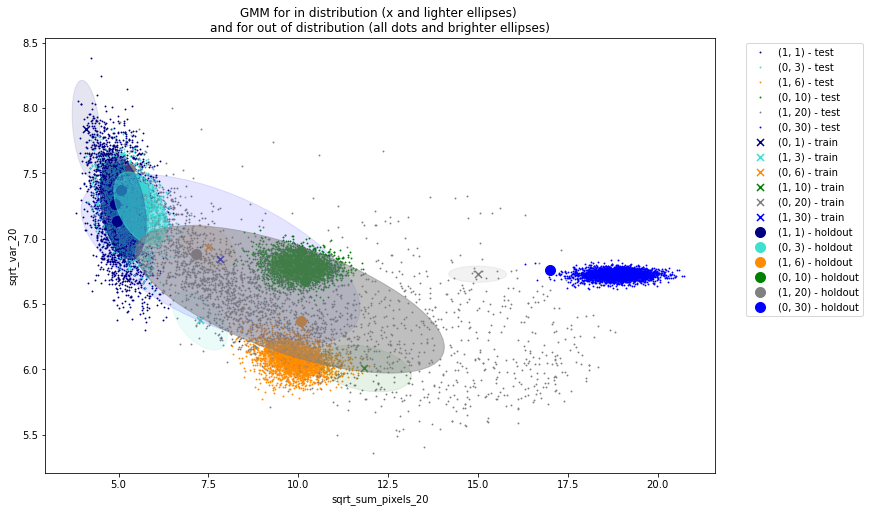 GMM for in distribution (x and lighter ellipses)
and for out of distribution (all dots and brighter ellipses)
8.5
8.0
7.5
7.0
6.5
6.0
5.5
sqrt_var_20
5.0
7.5
10.0
12.5
15.0
17.5
20.0
sqrt_sum_pixels_20
(1, 1) - test
(0, 3) - test
(1, 6) - test
(0, 10) - test
(1, 20) - test
(0, 30) - test
(0, 1) - train
(1, 3) - train
(0, 6) - train
(1, 10) - train
(0, 20) - train
(1, 30) - train
(1, 1) - holdout
(0, 3) - holdout
(1, 6) - holdout
(0, 10) - holdout
(1, 20) - holdout
(0, 30) - holdout